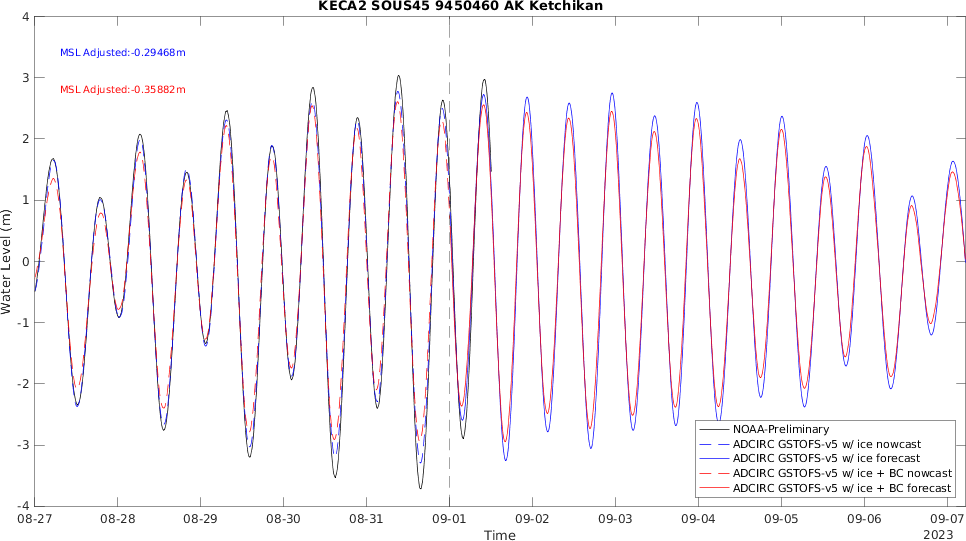 KECA2 SOUS45 9450460 AK Ketchikan
MSL Adjusted:-0.29468m
MSL Adjusted:-0.35882m
Water Level (m)
4
3
2
1
0
-1
-2
-3
-4
NOAA-Preliminary
ADCIRC GSTOFS-v5 w/ ice nowcast
ADCIRC GSTOFS-v5 w/ ice forecast
ADCIRC GSTOFS-v5 w/ ice + BC nowcast
ADCIRC GSTOFS-v5 w/ ice + BC forecast
08-27 08-28 08-29 08-30 08-31 09-01 09-02 09-03 09-04 09-05 09-06 09-07
Time
2023